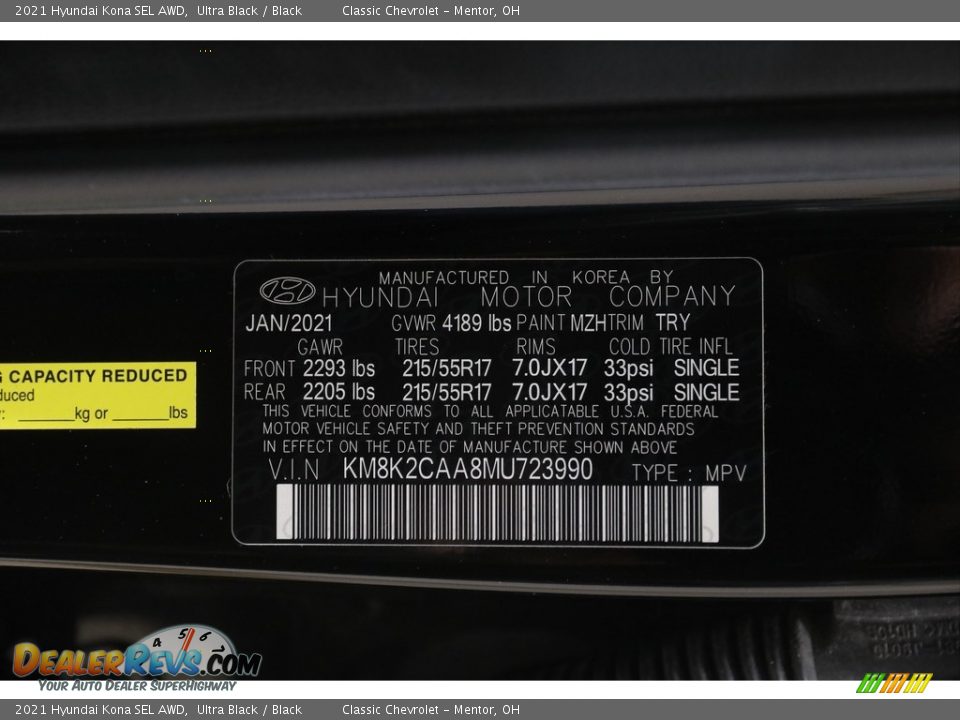 2021 Hyundai Kona SEL AWD,  Ultra Black / Black        Classic Chevrolet - Mentor, OH
MANUFACTURED IN KOREA BY
HYUNDAI MOTOR COMPANY
JAN/2021 GVWR 4189 lbs PAINT MZH TRIM TRY
GAWR TIRES RIMS COLD TIRE INFL
FRONT 2293 lbs 215/55R17 7.0JX17 33psi SINGLE
REAR 2205 lbs 215/55R17 7.0JX17 33psi SINGLE
THIS VEHICLE CONFORMS TO ALL APPLICATABLE U.S.A. FEDERAL
MOTOR VEHICLE SAFETY AND THEFT PREVENTION STANDARDS
IN EFFECT ON THE DATE OF MANUFACTURE SHOWN ABOVE
V.I.N KM8K2CAA8MU723990 TYPE : MPV
CAPACITY REDUCED
kg or ______lbs
4 5 6
DealerRevs.com
Your Auto Dealer SuperHighway
2021 Hyundai Kona SEL AWD,  Ultra Black / Black        Classic Chevrolet - Mentor, OH